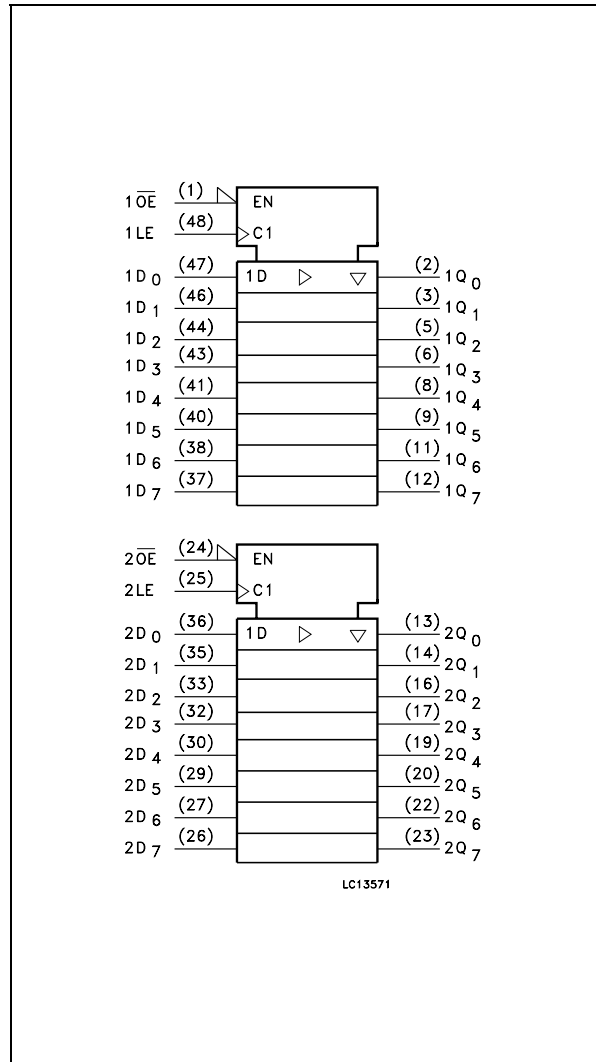 1OE (1) EN
1LE (48) C1
1D0 (47) 1D (2) 1Q0
1D1 (46) (3) 1Q1
1D2 (44) (5) 1Q2
1D3 (43) (6) 1Q3
1D4 (41) (8) 1Q4
1D5 (40) (9) 1Q5
1D6 (38) (11) 1Q6
1D7 (37) (12) 1Q7
2OE (24) EN
2LE (25) C1
2D0 (36) 1D (13) 2Q0
2D1 (35) (14) 2Q1
2D2 (33) (16) 2Q2
2D3 (32) (17) 2Q3
2D4 (30) (19) 2Q4
2D5 (29) (20) 2Q5
2D6 (27) (22) 2Q6
2D7 (26) (23) 2Q7
LC13571